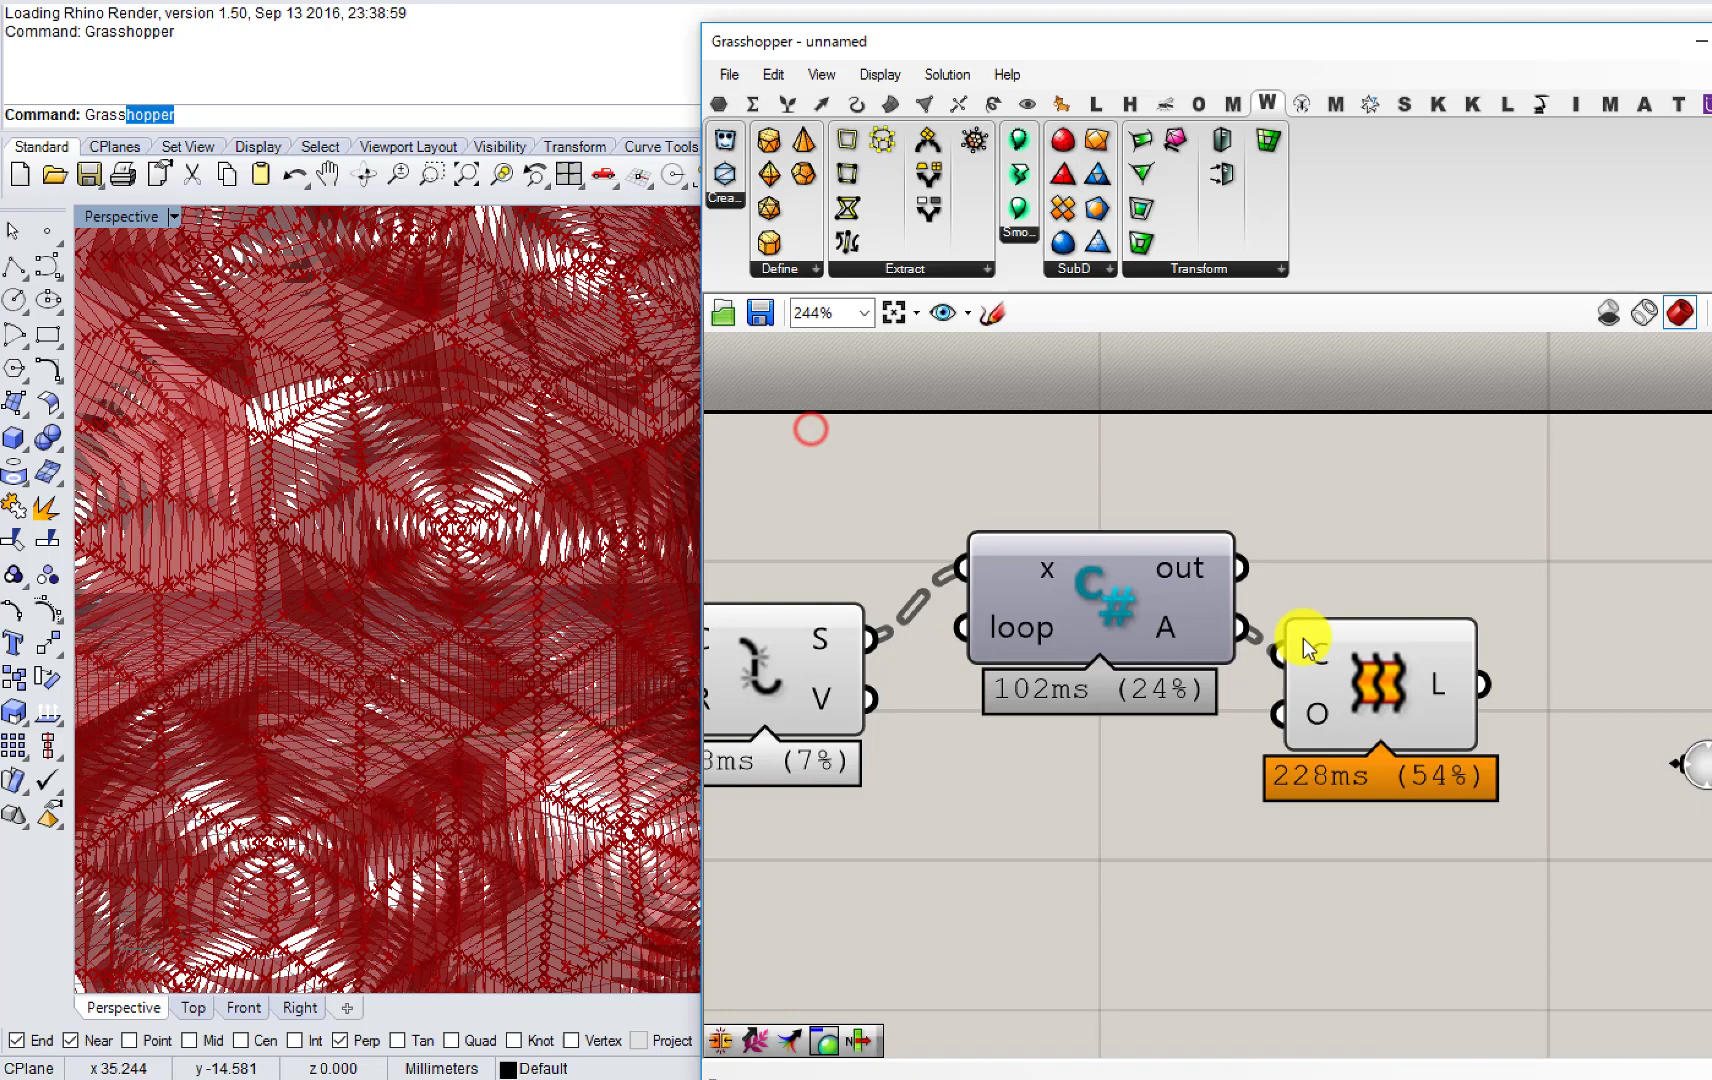 Loading Rhino Render, version 1.50, Sep 13 2016, 23:38:59
Command: Grasshopper
Command: Grasshopper
Standard CPlanes Set View Display Select Viewport Layout Visibility Transform Curve Tools
Perspective
Grasshopper - unnamed
File Edit View Display Solution Help
L H O M W M S K K L I M A T
Crea...
Smo...
Define Extract SubD Transform
244%
x out
loop A
C#
102ms (24%)
S
R V
8ms (7%)
C
O L
228ms (54%)
Perspective Top Front Right
End Near Point Mid Cen Int Perp Tan Quad Knot Vertex Project
CPlane x 35.244 y -14.581 z 0.000 Millimeters Default
N